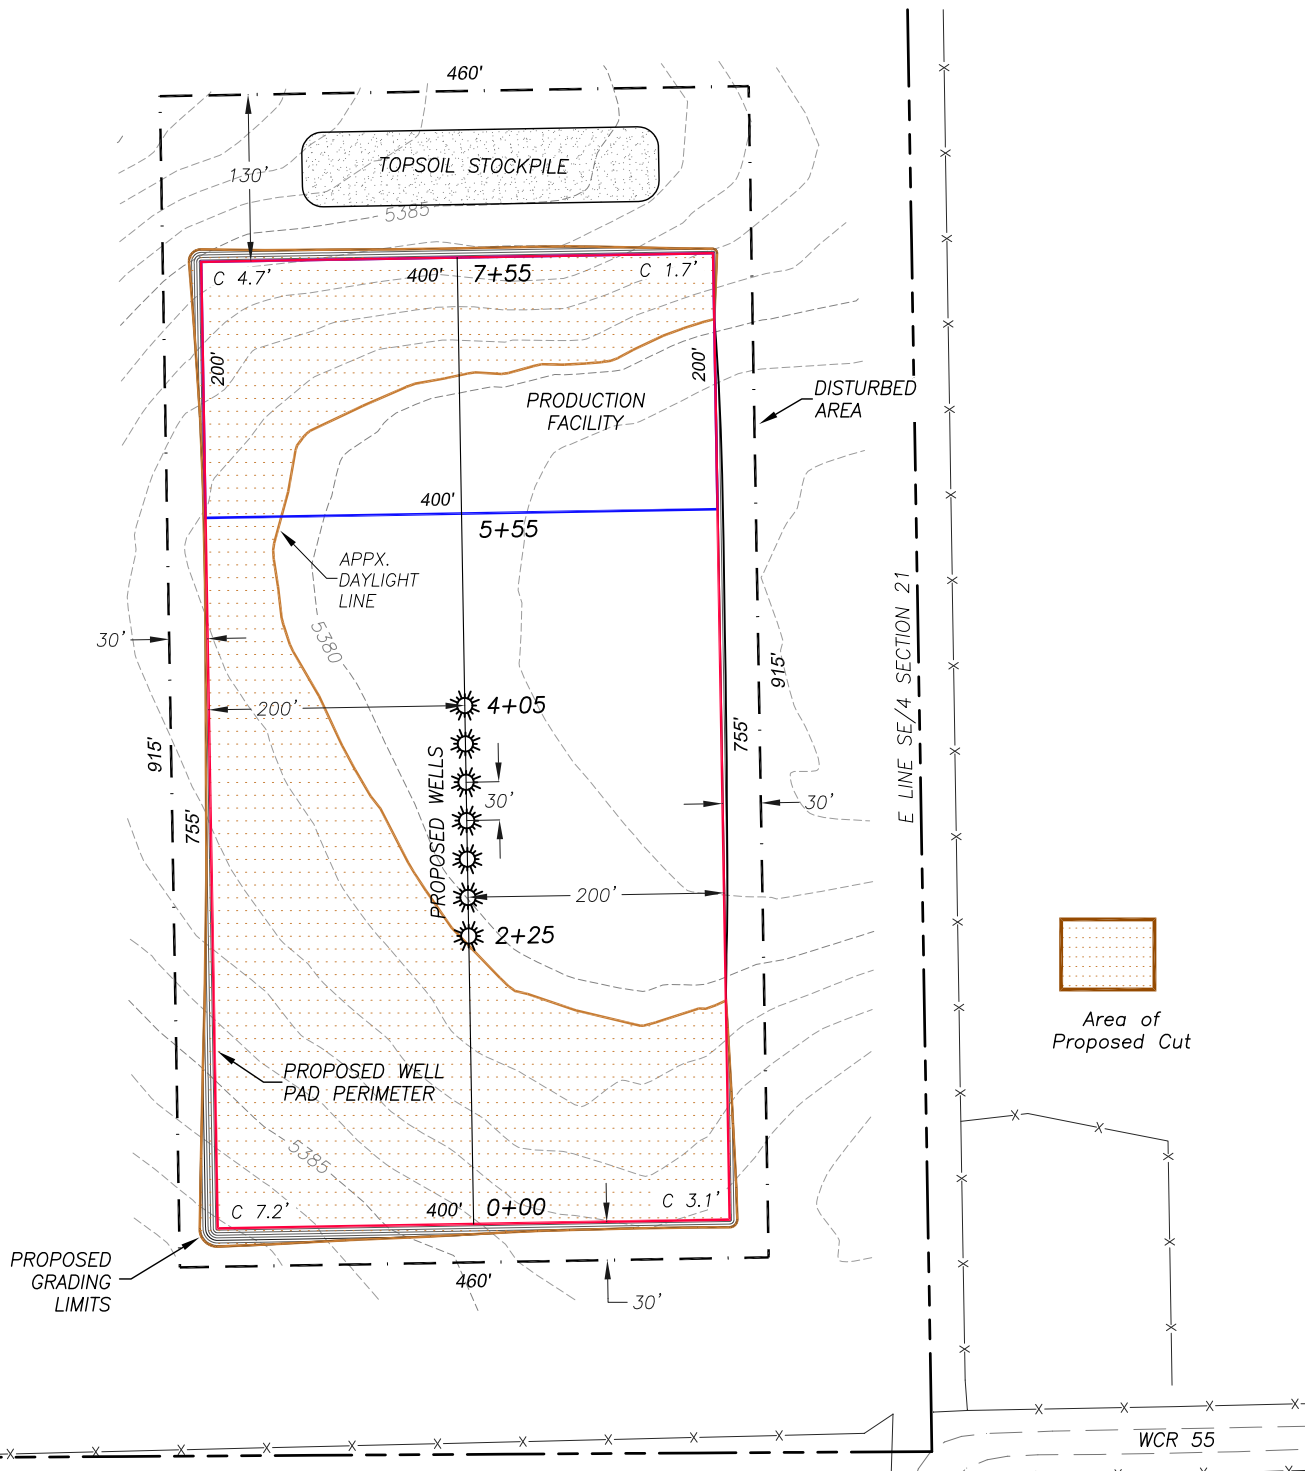 460'
TOPSOIL STOCKPILE
130'
5385
C 4.7'
400'
7+55
C 1.7'
200'
200'
DISTURBED
AREA
PRODUCTION
FACILITY
400'
5+55
APPX.
DAYLIGHT
LINE
30'
5380
E LINE SE/4 SECTION 21
915'
200'
4+05
755'
915'
PROPOSED WELLS
30'
30'
755'
200'
2+25
Area of
Proposed Cut
PROPOSED WELL
PAD PERIMETER
5385
C 7.2'
400'
0+00
C 3.1'
PROPOSED
GRADING
LIMITS
460'
30'
WCR 55